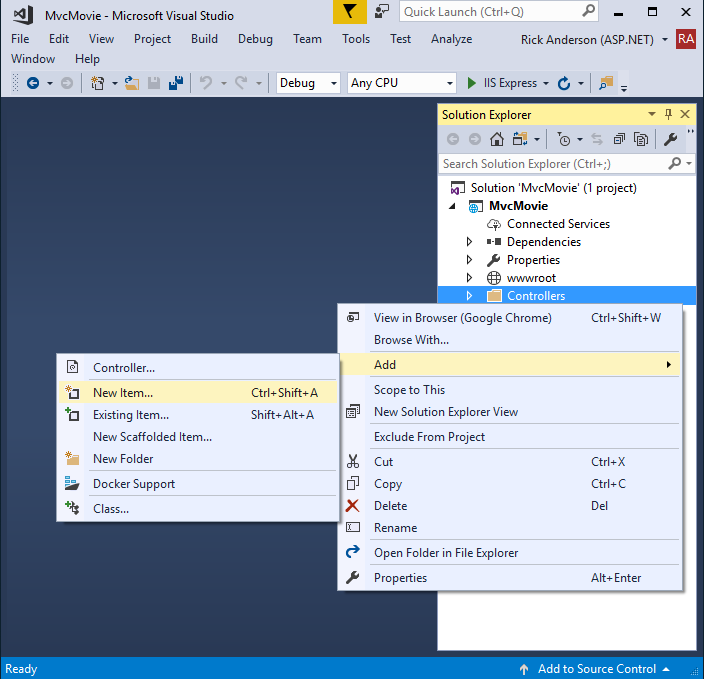 MvcMovie - Microsoft Visual Studio
Quick Launch (Ctrl+Q)
File Edit View Project Build Debug Team Tools Test Analyze Rick Anderson (ASP.NET) RA
Window Help
Debug Any CPU IIS Express
Solution Explorer
Search Solution Explorer (Ctrl+;)
Solution 'MvcMovie' (1 project)
MvcMovie
Connected Services
Dependencies
Properties
wwwroot
Controllers
View in Browser (Google Chrome) Ctrl+Shift+W
Browse With...
Add
Scope to This
New Solution Explorer View
Exclude From Project
Cut Ctrl+X
Copy Ctrl+C
Delete Del
Rename
Open Folder in File Explorer
Properties Alt+Enter
Controller...
New Item... Ctrl+Shift+A
Existing Item... Shift+Alt+A
New Scaffolded Item...
New Folder
Docker Support
Class...
Ready Add to Source Control